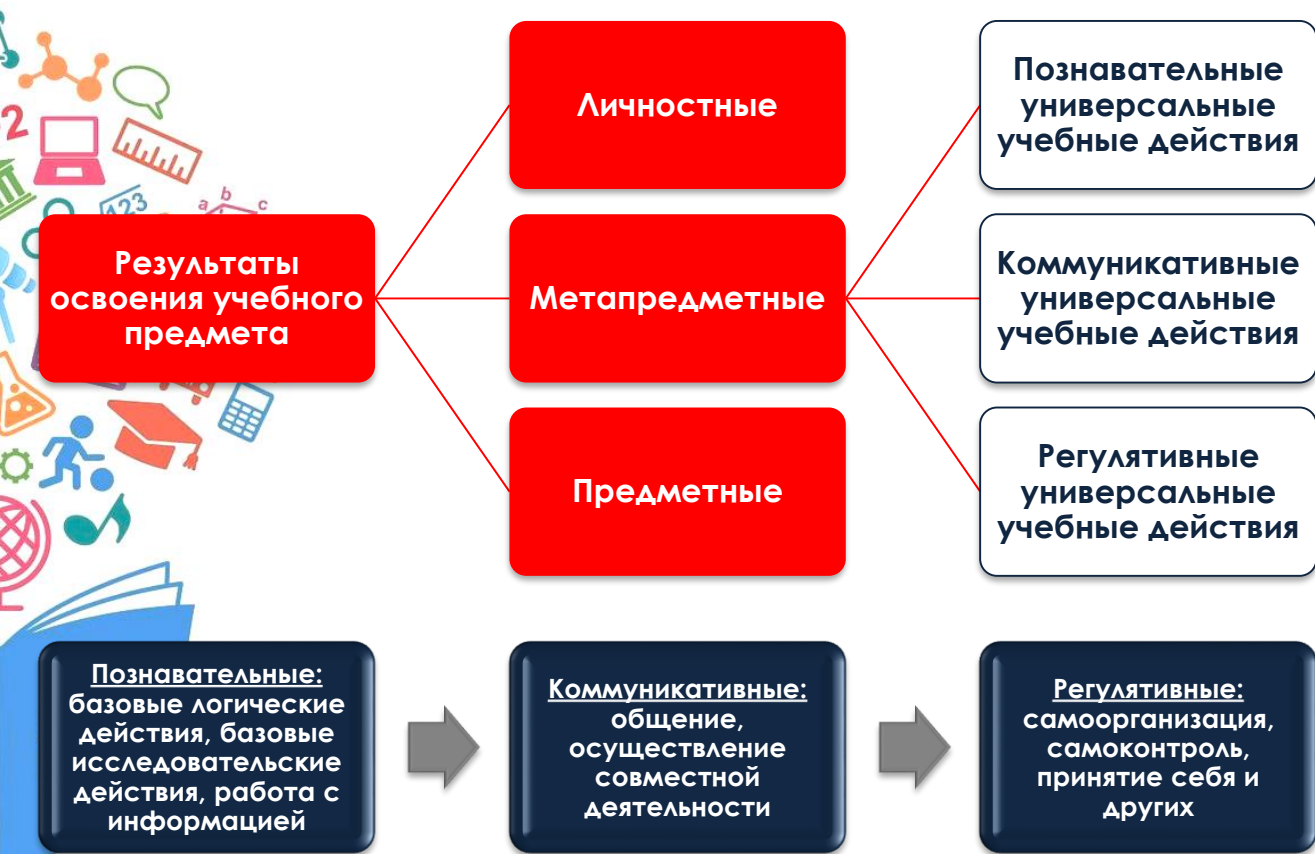 Личностные
Познавательные
универсальные
учебные действия
2
123
a b c
Результаты
освоения учебного
предмета
Метапредметные
Коммуникативные
универсальные
учебные действия
Предметные
Регулятивные
универсальные
учебные действия
Познавательные:
базовые логические
действия, базовые
исследовательские
действия, работа с
информацией
Коммуникативные:
общение,
осуществление
совместной
деятельности
Регулятивные:
самоорганизация,
самоконтроль,
принятие себя и
других